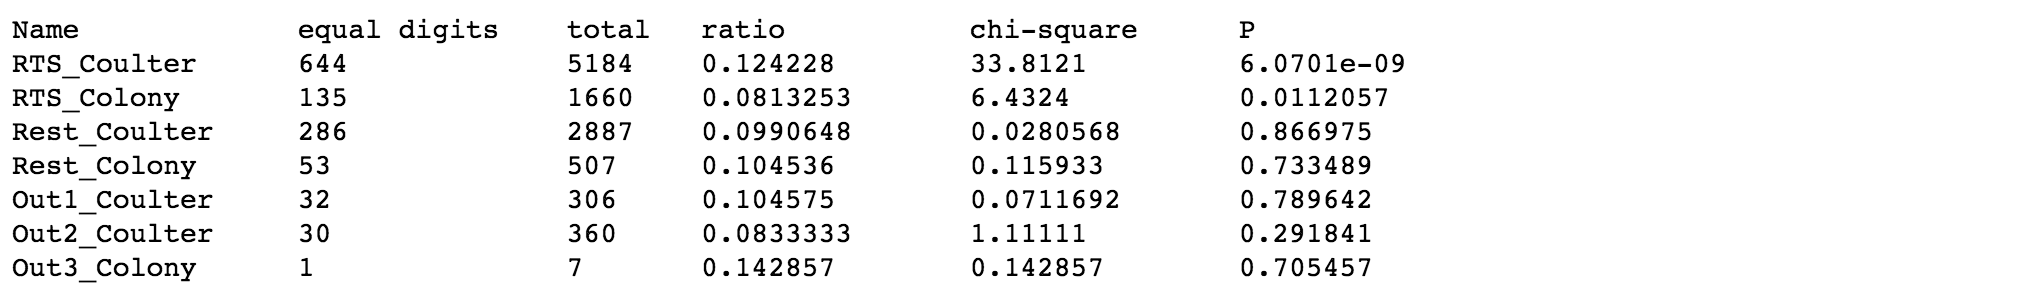 Name equal digits total ratio chi-square P
RTS_Coulter 644 5184 0.124228 33.8121 6.0701e-09
RTS_Colony 135 1660 0.0813253 6.4324 0.0112057
Rest_Coulter 286 2887 0.0990648 0.0280568 0.866975
Rest_Colony 53 507 0.104536 0.115933 0.733489
Out1_Coulter 32 306 0.104575 0.0711692 0.789642
Out2_Coulter 30 360 0.0833333 1.11111 0.291841
Out3_Colony 1 7 0.142857 0.142857 0.705457